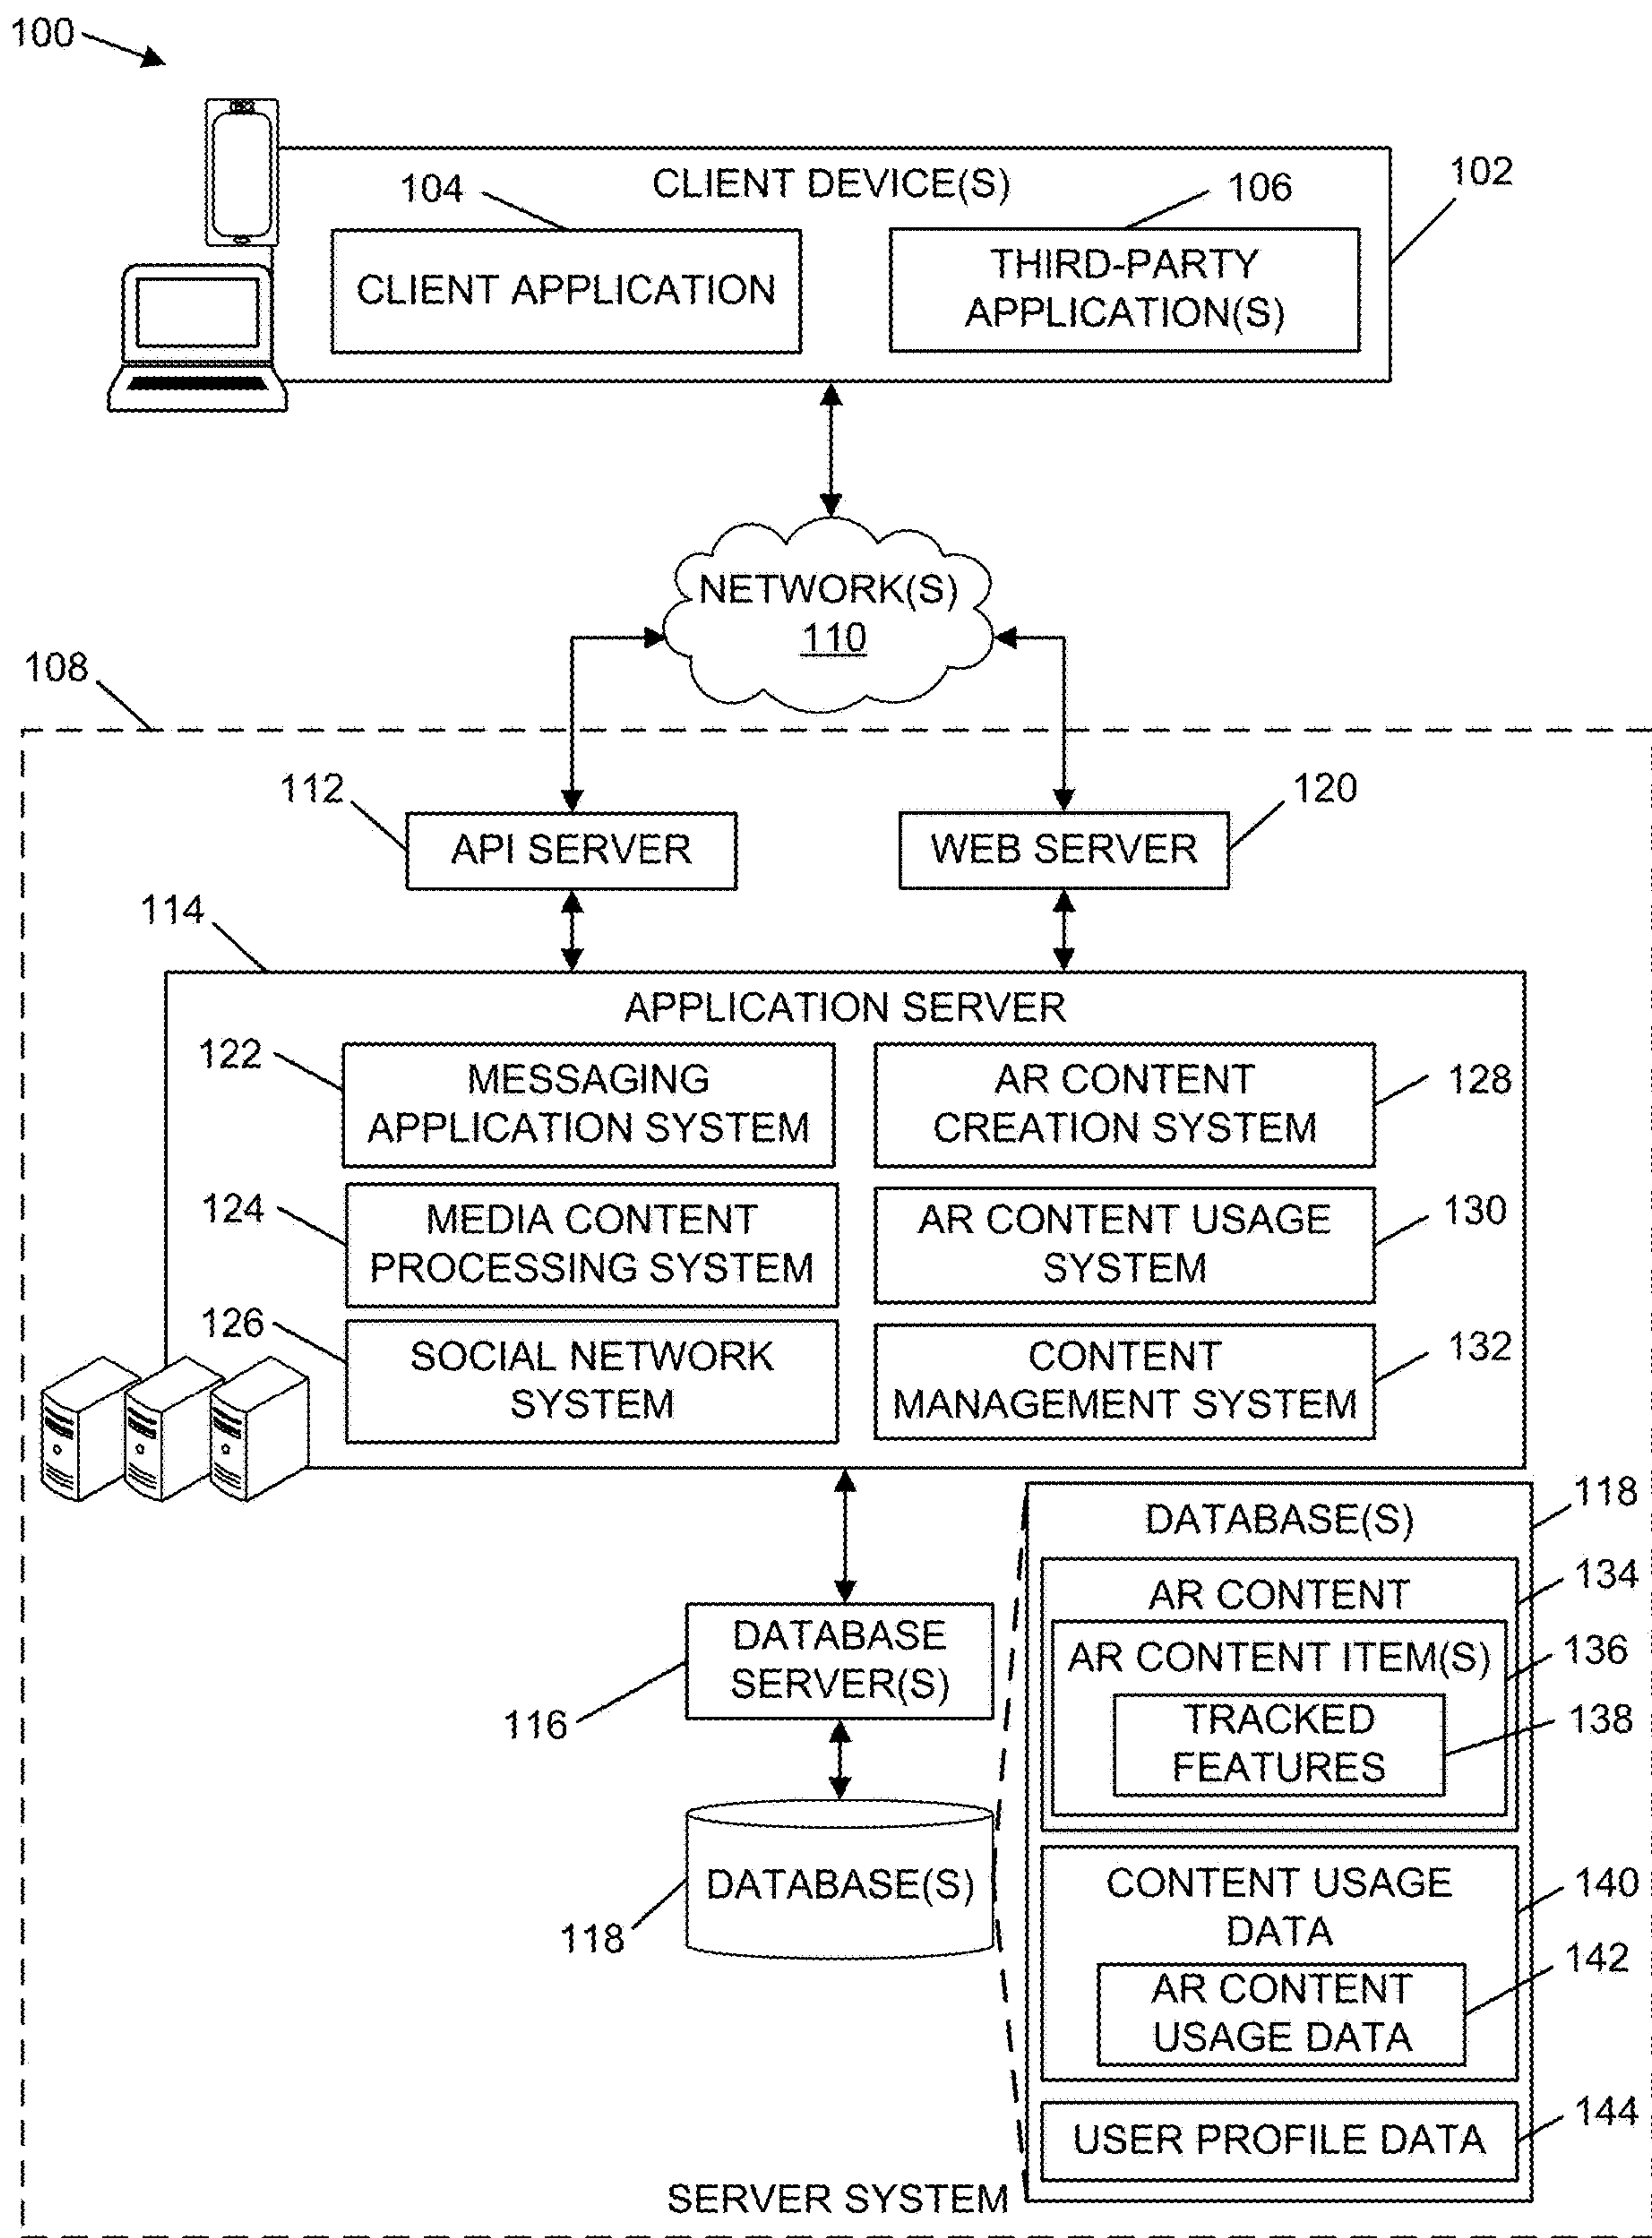 100
CLIENT DEVICE(S)
102
104
106
CLIENT APPLICATION
THIRD-PARTY
APPLICATION(S)
NETWORK(S)
110
108
112
120
API SERVER
WEB SERVER
114
APPLICATION SERVER
122
MESSAGING
APPLICATION SYSTEM
AR CONTENT
CREATION SYSTEM
128
124
MEDIA CONTENT
PROCESSING SYSTEM
AR CONTENT USAGE
SYSTEM
130
126
SOCIAL NETWORK
SYSTEM
CONTENT
MANAGEMENT SYSTEM
132
118
DATABASE(S)
134
AR CONTENT
136
AR CONTENT ITEM(S)
138
TRACKED
FEATURES
DATABASE
SERVER(S)
116
DATABASE(S)
118
CONTENT USAGE
DATA
140
142
AR CONTENT
USAGE DATA
144
USER PROFILE DATA
SERVER SYSTEM